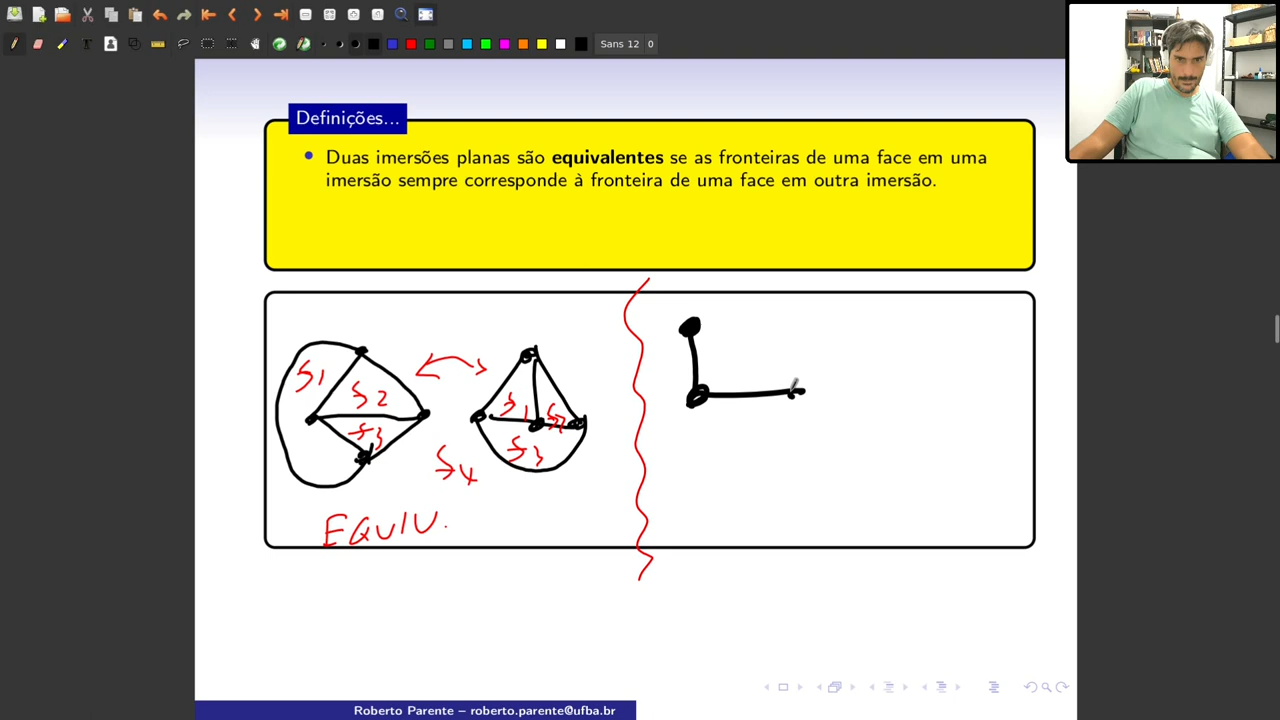 Sans 12 0
Definições...
Duas imersões planas são equivalentes se as fronteiras de uma face em uma
imersão sempre corresponde à fronteira de uma face em outra imersão.
f1
f2
f3
f1
f2
f3
f4
EQUIV.
Roberto Parente – roberto.parente@ufba.br